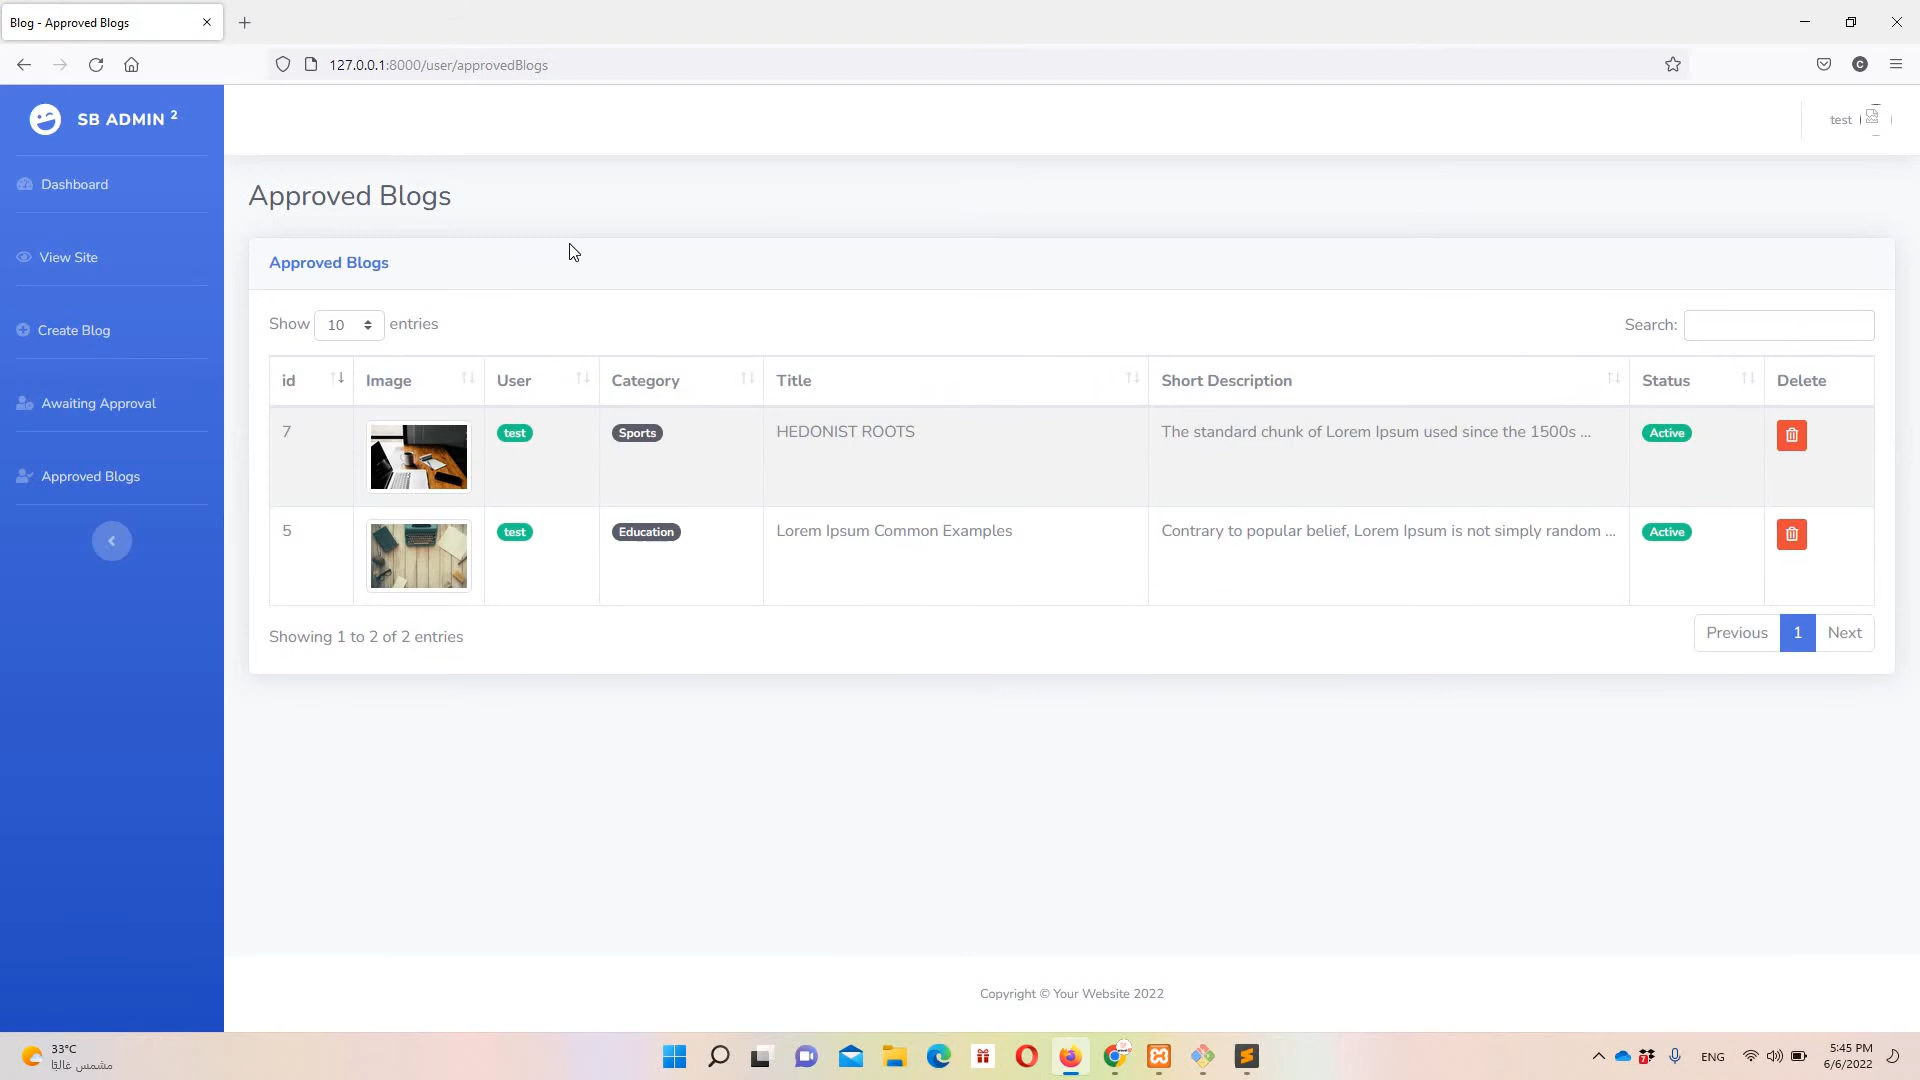 Blog - Approved Blogs
127.0.0.1:8000/user/approvedBlogs
SB ADMIN 2
test
Dashboard
View Site
Create Blog
Awaiting Approval
Approved Blogs
Approved Blogs
Approved Blogs
Show 10 entries
Search:
id Image User Category Title Short Description Status Delete
7 test Sports HEDONIST ROOTS The standard chunk of Lorem Ipsum used since the 1500s ... Active
5 test Education Lorem Ipsum Common Examples Contrary to popular belief, Lorem Ipsum is not simply random ... Active
Showing 1 to 2 of 2 entries
Previous 1 Next
Copyright © Your Website 2022
33°C
مشمس غالبًا
ENG
5:45 PM
6/6/2022